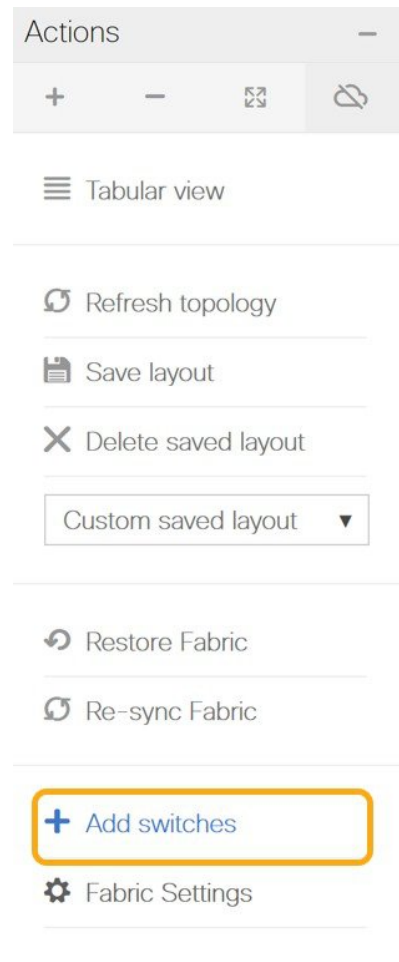 Actions
Tabular view
Refresh topology
Save layout
Delete saved layout
Custom saved layout
Restore Fabric
Re-sync Fabric
Add switches
Fabric Settings